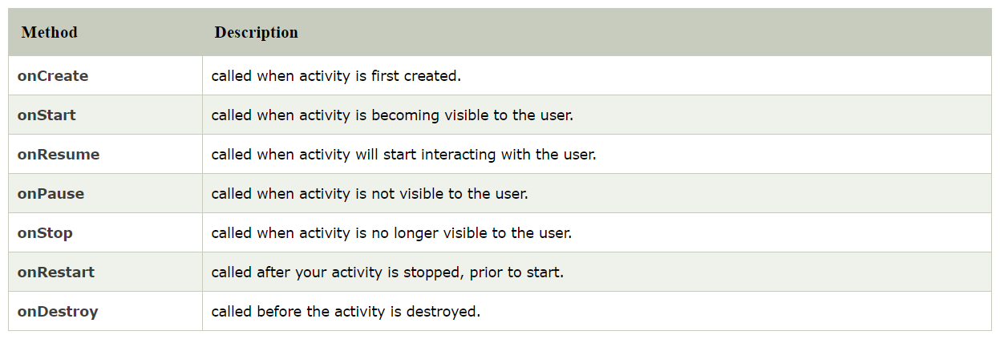 Method Description
onCreate called when activity is first created.
onStart called when activity is becoming visible to the user.
onResume called when activity will start interacting with the user.
onPause called when activity is not visible to the user.
onStop called when activity is no longer visible to the user.
onRestart called after your activity is stopped, prior to start.
onDestroy called before the activity is destroyed.